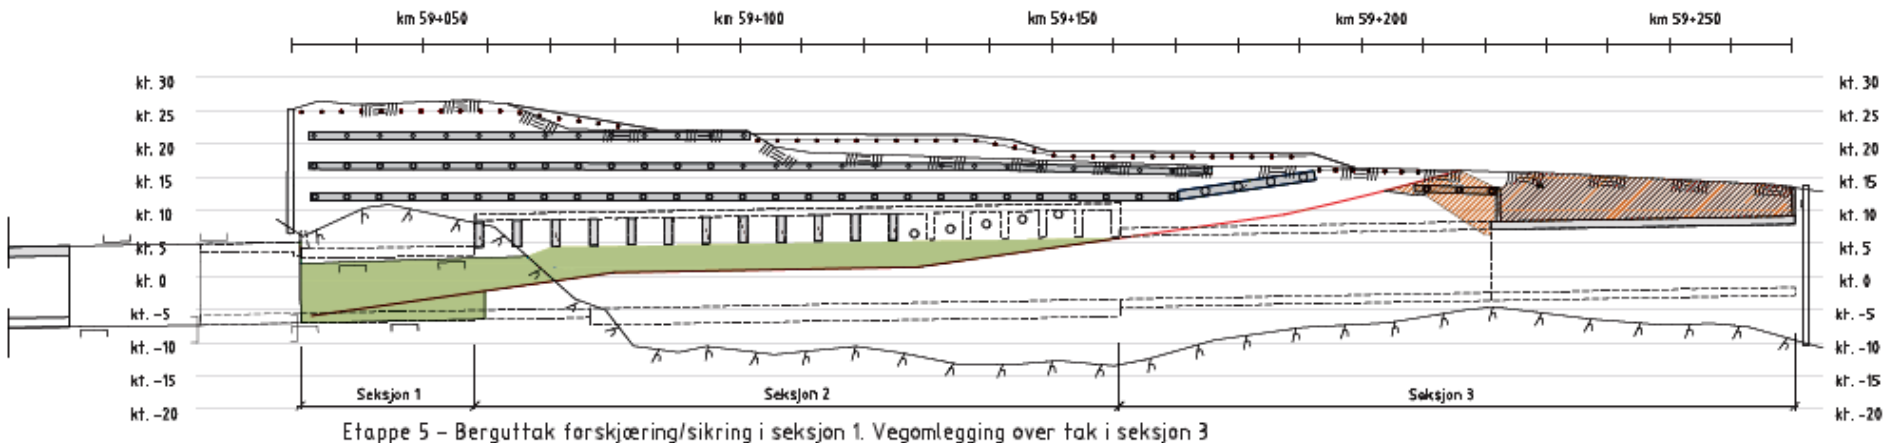 km 59+050 km 59+100 km 59+150 km 59+200 km 59+250
kt. 30 kt. 30
kt. 25 kt. 25
kt. 20 kt. 20
kt. 15 kt. 15
kt. 10 kt. 10
kt. 5 kt. 5
kt. 0 kt. 0
kt. -5 kt. -5
kt. -10 kt. -10
kt. -15 kt. -15
kt. -20 kt. -20
Seksjon 1 Seksjon 2 Seksjon 3
Etappe 5 - Berguttak forskjæring/sikring i seksjon 1. Vegomlegging over tak i seksjon 3